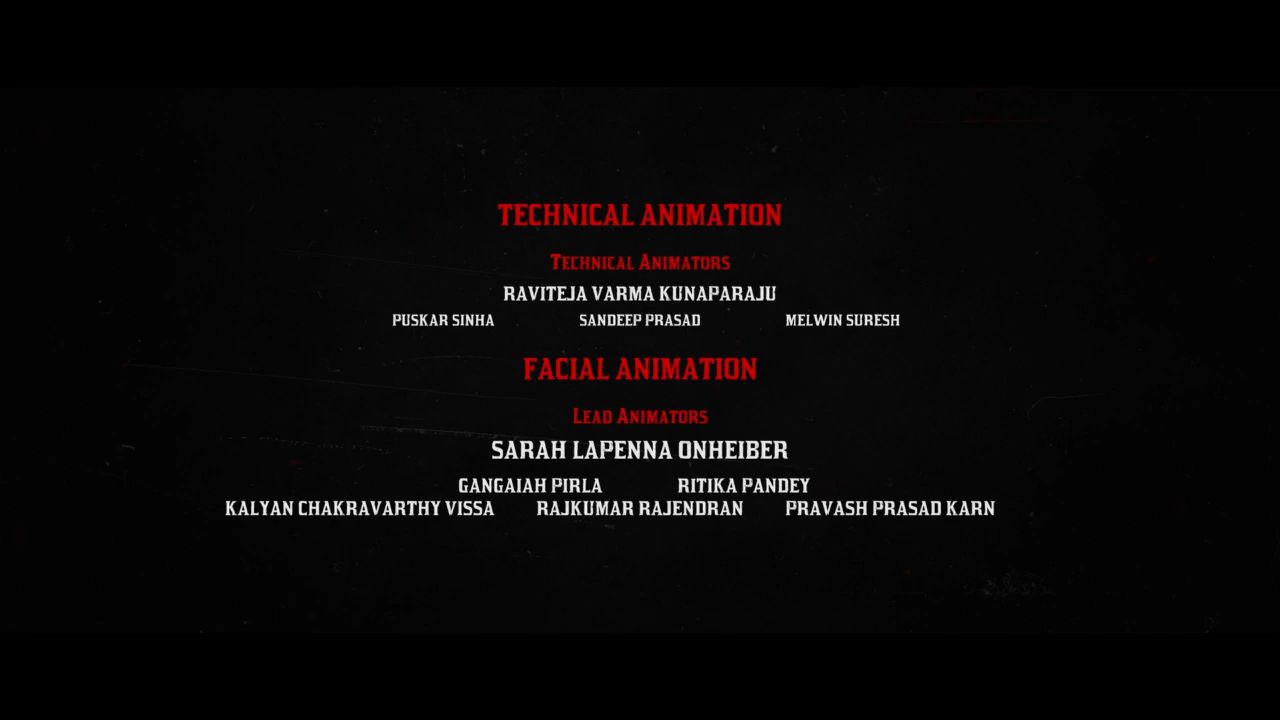 TECHNICAL ANIMATION
TECHNICAL ANIMATORS
RAVITEJA VARMA KUNAPARAJU
PUSKAR SINHA SANDEEP PRASAD MELWIN SURESH
FACIAL ANIMATION
LEAD ANIMATORS
SARAH LAPENNA ONHEIBER
GANGAIAH PIRLA RITIKA PANDEY
KALYAN CHAKRAVARTHY VISSA RAJKUMAR RAJENDRAN PRAVASH PRASAD KARN